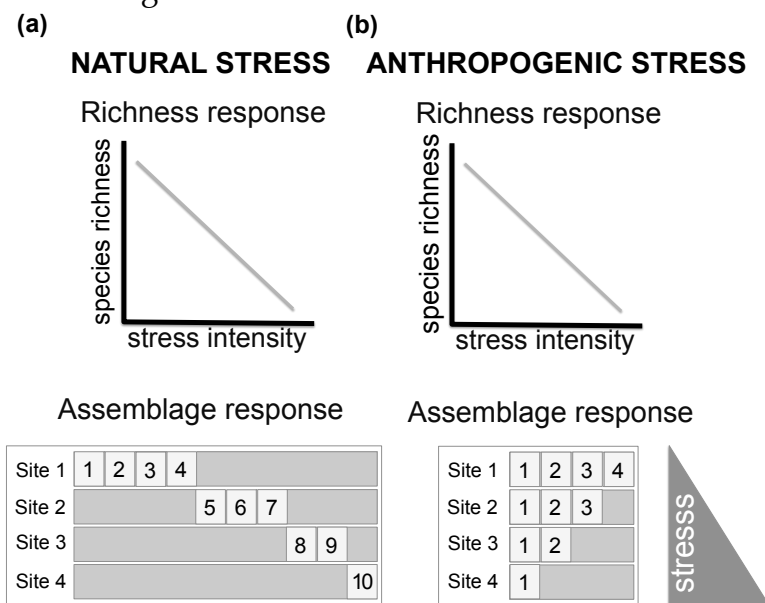 (a)
NATURAL STRESS
Richness response
species richness
stress intensity
Assemblage response
Site 1 1 2 3 4
Site 2 5 6 7
Site 3 8 9
Site 4 10
(b)
ANTHROPOGENIC STRESS
Richness response
species richness
stress intensity
Assemblage response
Site 1 1 2 3 4
Site 2 1 2 3
Site 3 1 2
Site 4 1
stresss